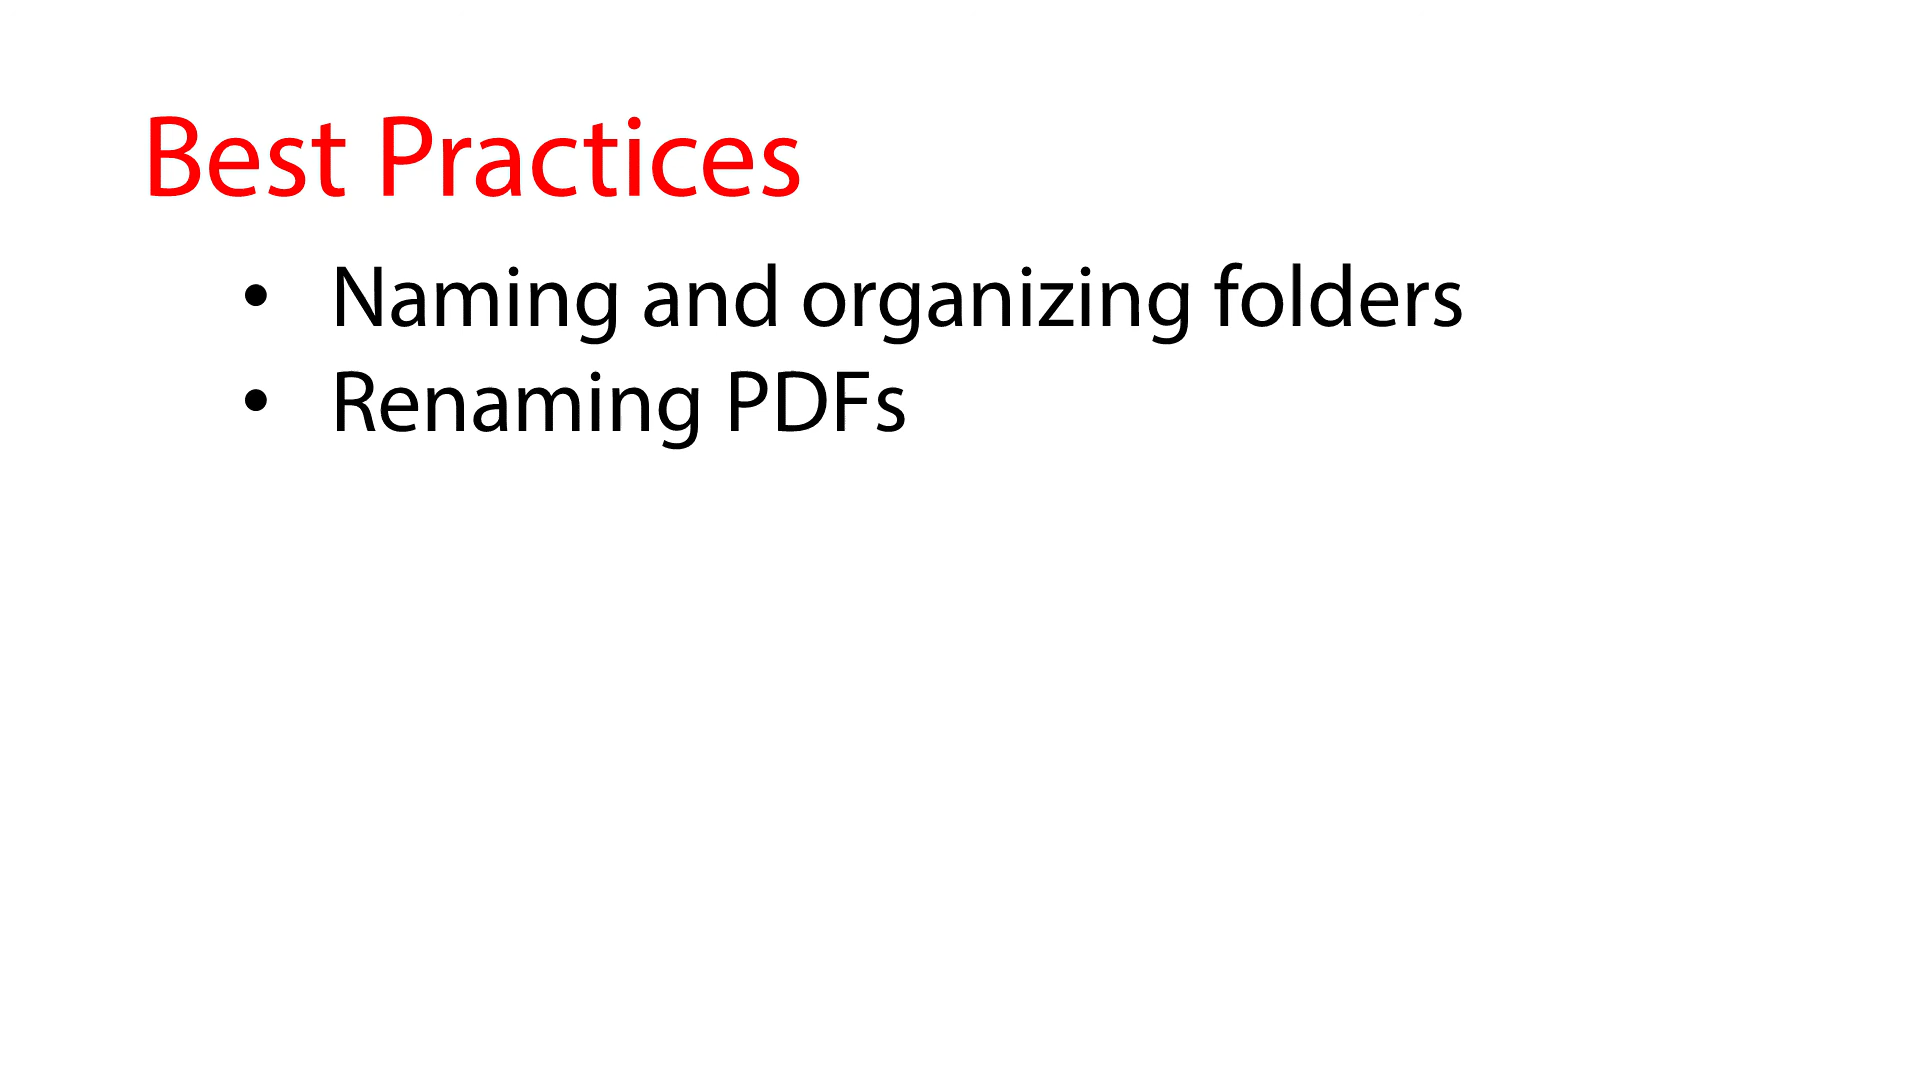 Best Practices
• Naming and organizing folders
• Renaming PDFs